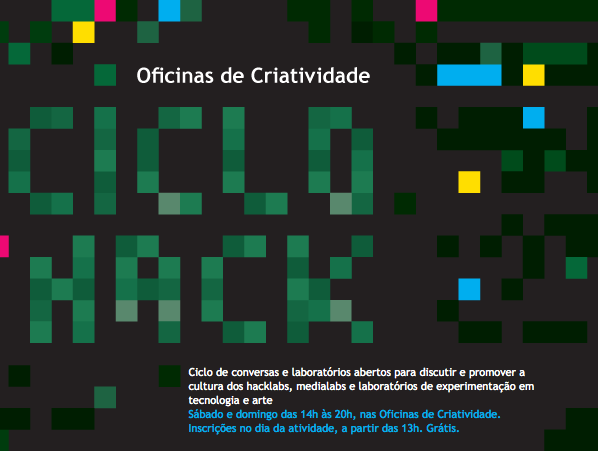 Oficinas de Criatividade
CICLO
HACK
Ciclo de conversas e laboratórios abertos para discutir e promover a
cultura dos hacklabs, medialabs e laboratórios de experimentação em
tecnologia e arte
Sábado e domingo das 14h às 20h, nas Oficinas de Criatividade.
Inscrições no dia da atividade, a partir das 13h. Grátis.